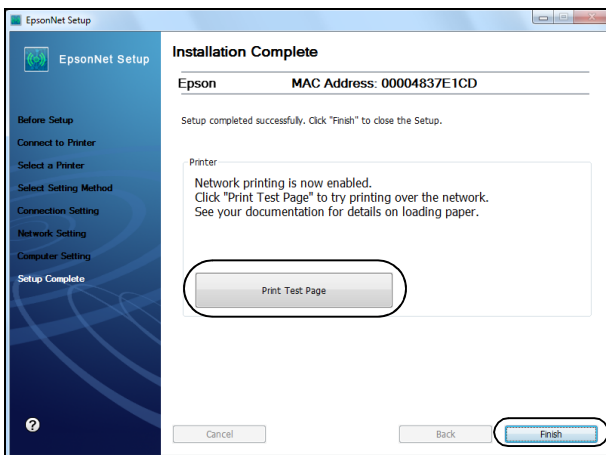 EpsonNet Setup
EpsonNet Setup
Before Setup
Connect to Printer
Select a Printer
Select Setting Method
Connection Setting
Network Setting
Computer Setting
Setup Complete
?
Installation Complete
Epson MAC Address: 00004837E1CD
Setup completed successfully. Click "Finish" to close the Setup.
Printer
Network printing is now enabled.
Click "Print Test Page" to try printing over the network.
See your documentation for details on loading paper.
Print Test Page
Cancel Back Finish